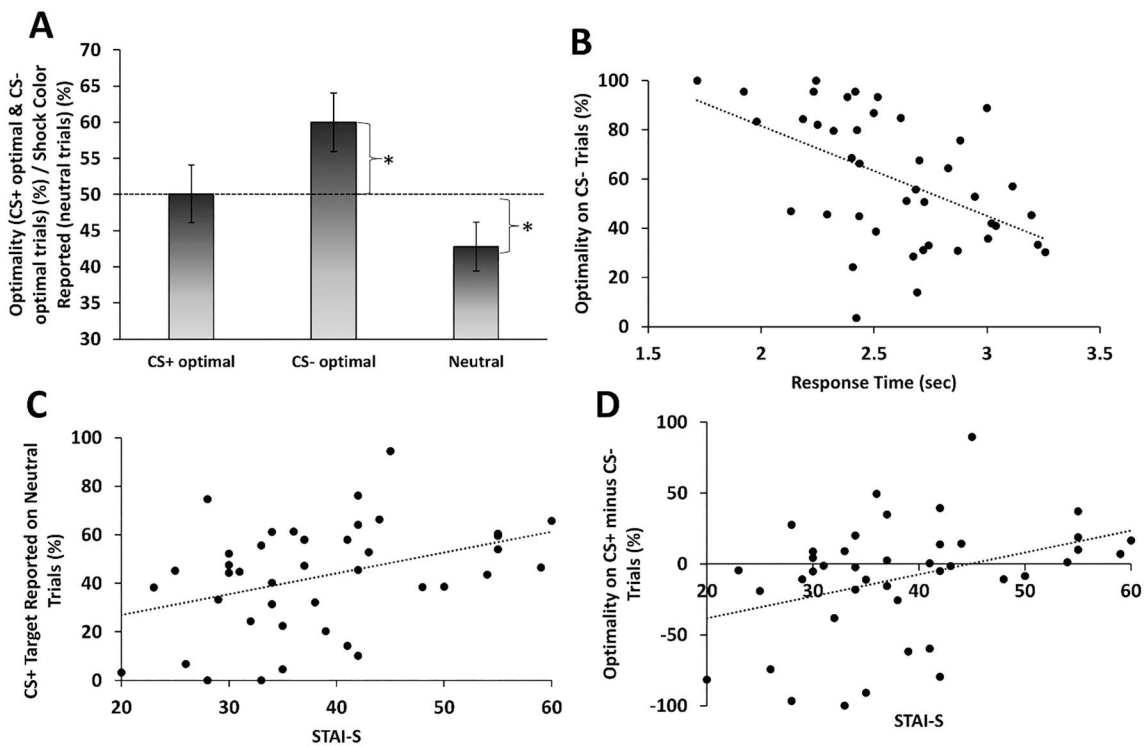 A
Optimality (CS+ optimal & CS-
optimal trials) (%) / Shock Color
Reported (neutral trials) (%)
70
65
60
55
50
45
40
35
30
*
*
CS+ optimal CS- optimal Neutral
B
Optimality on CS- Trials (%)
100
80
60
40
20
0
1.5 2 2.5 3 3.5
Response Time (sec)
C
CS+ Target Reported on Neutral
Trials (%)
100
80
60
40
20
0
20 30 40 50 60
STAI-S
D
Optimality on CS+ minus CS-
Trials (%)
100
50
0
-50
-100
20 30 40 50 60
STAI-S